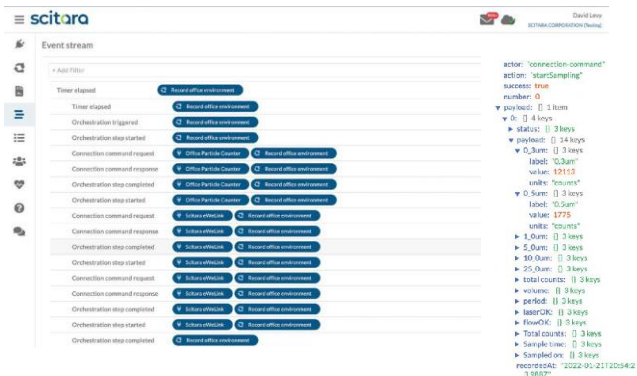 scitara
David Levy
SCITARA CORPORATION (Testing)
Event stream
+ Add Filter
Timer elapsed Record office environment
Timer elapsed Record office environment
Orchestration triggered Record office environment
Orchestration step started Record office environment
Connection command request Office Particle Counter Record office environment
Connection command response Office Particle Counter Record office environment
Orchestration step completed Office Particle Counter Record office environment
Orchestration step started Office Particle Counter Record office environment
Connection command request Scitara eWeLink Record office environment
Connection command response Scitara eWeLink Record office environment
Orchestration step completed Scitara eWeLink Record office environment
Orchestration step started Scitara eWeLink Record office environment
Connection command request Scitara eWeLink Record office environment
Connection command response Scitara eWeLink Record office environment
Orchestration step completed Scitara eWeLink Record office environment
Orchestration step started Scitara eWeLink Record office environment
Orchestration step completed Record office environment
actor: "connection-command"
action: "startSampling"
success: true
number: 0
payload: [] 1 item
0: {} 4 keys
status: {} 3 keys
payload: {} 14 keys
0_3um: {} 3 keys
label: "0.3um"
value: 12113
units: "counts"
0_5um: {} 3 keys
label: "0.5um"
value: 1775
units: "counts"
1_0um: {} 3 keys
5_0um: {} 3 keys
10_0um: {} 3 keys
25_0um: {} 3 keys
total counts: {} 3 keys
volume: {} 3 keys
period: {} 3 keys
laserOK: {} 3 keys
flowOK: {} 3 keys
Total counts: {} 3 keys
Sample time: {} 3 keys
Sampled on: {} 3 keys
recordedAt: "2022-01-21T20:54:2